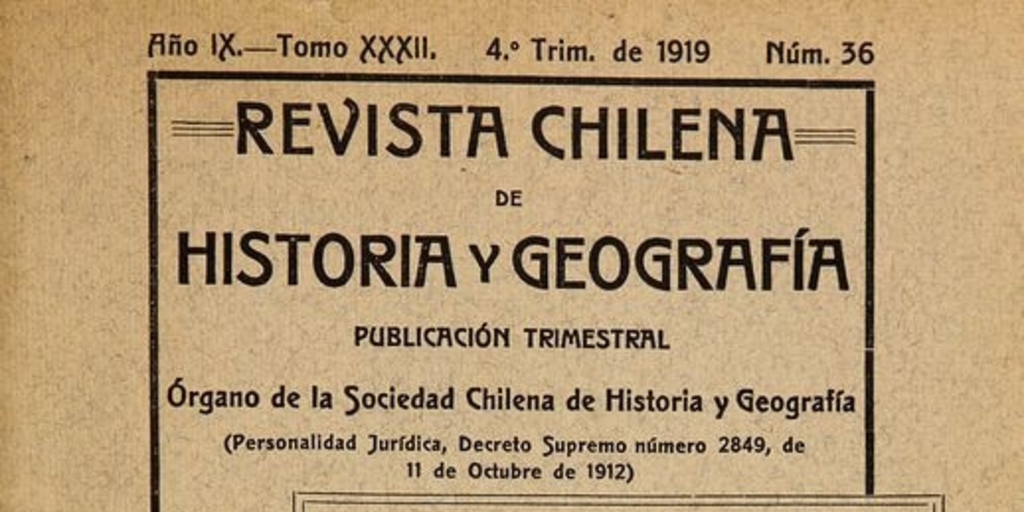 Año IX.—Tomo XXXII. 4.º Trim. de 1919 Núm. 36
REVISTA CHILENA
DE
HISTORIA Y GEOGRAFÍA
PUBLICACIÓN TRIMESTRAL
Órgano de la Sociedad Chilena de Historia y Geografía
(Personalidad Jurídica, Decreto Supremo número 2849, de
11 de Octubre de 1912)